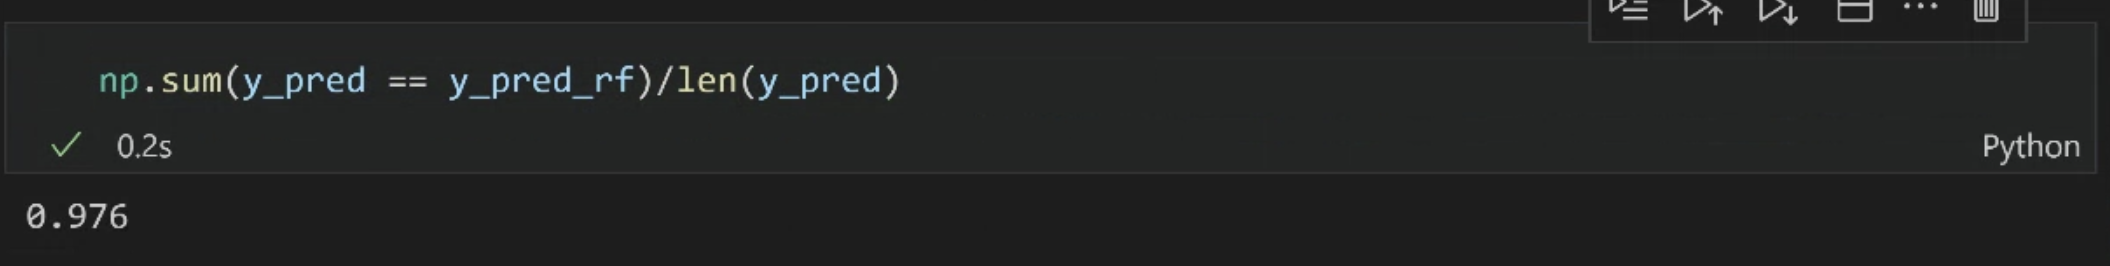 np.sum(y_pred == y_pred_rf)/len(y_pred)
0.2s
Python
0.976